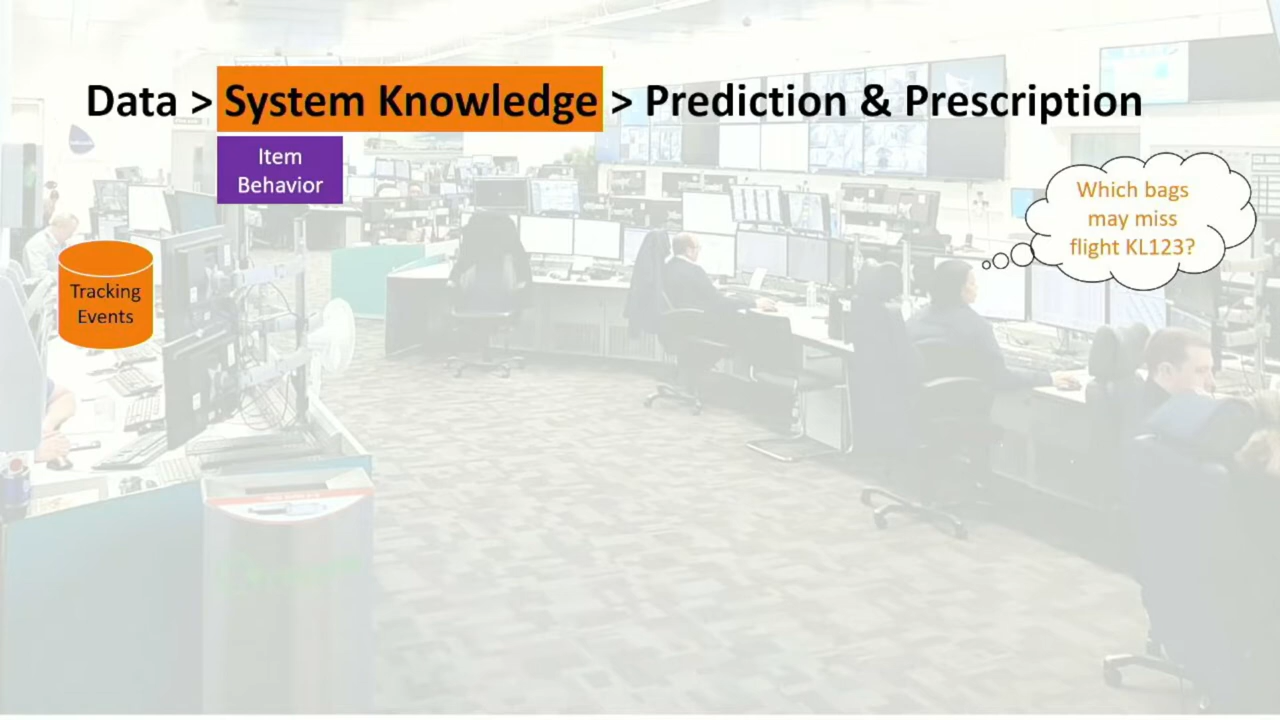 Data > System Knowledge > Prediction & Prescription
Item
Behavior
Which bags
may miss
flight KL123?
Tracking
Events